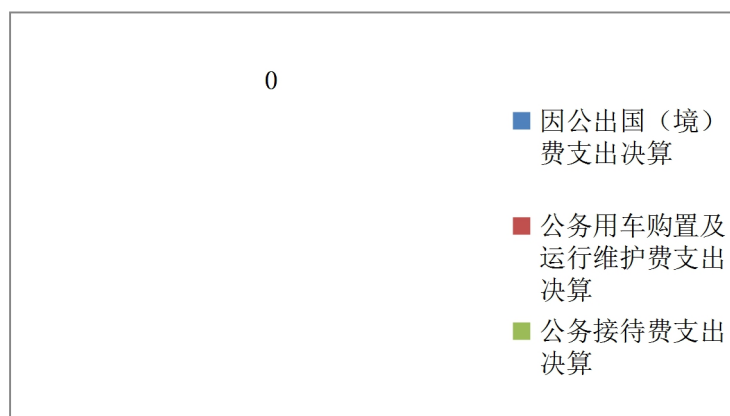 0
因公出国（境）
费支出决算
公务用车购置及
运行维护费支出
决算
公务接待费支出
决算